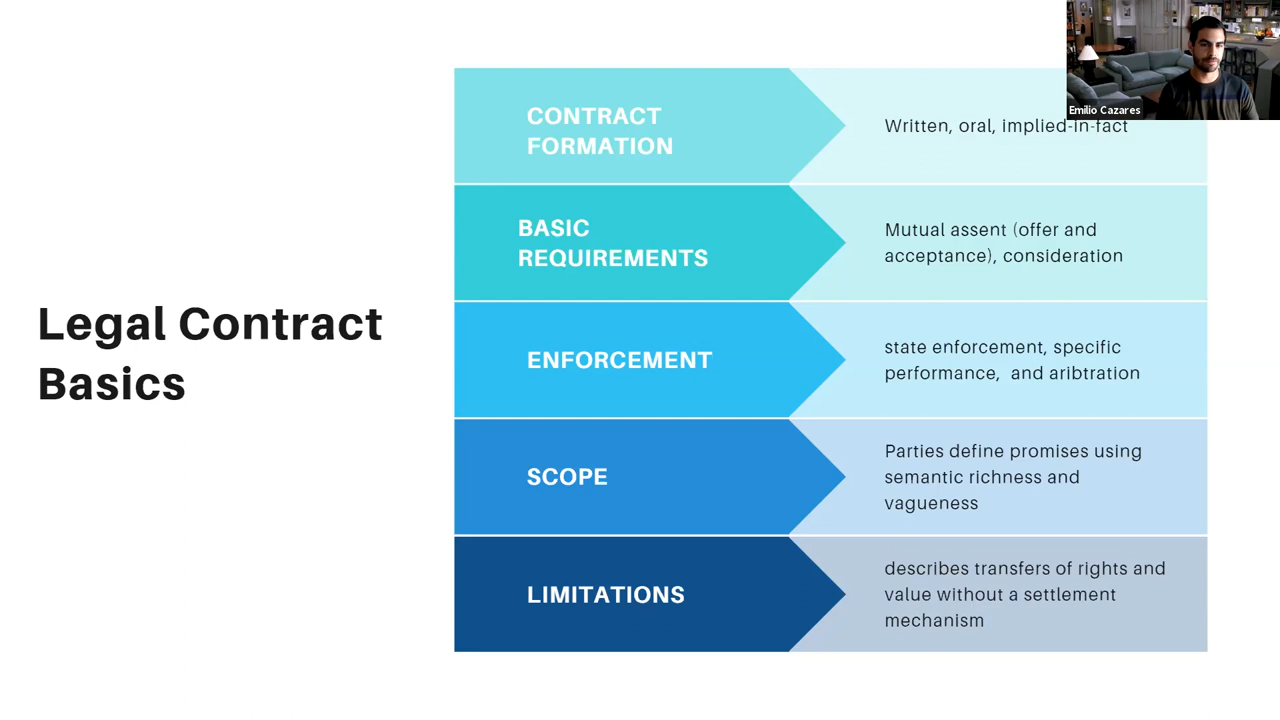 Legal Contract
Basics
CONTRACT
FORMATION
Written, oral, implied-in-fact
BASIC
REQUIREMENTS
Mutual assent (offer and
acceptance), consideration
ENFORCEMENT
state enforcement, specific
performance,  and aribtration
SCOPE
Parties define promises using
semantic richness and
vagueness
LIMITATIONS
describes transfers of rights and
value without a settlement
mechanism
Emilio Cazares